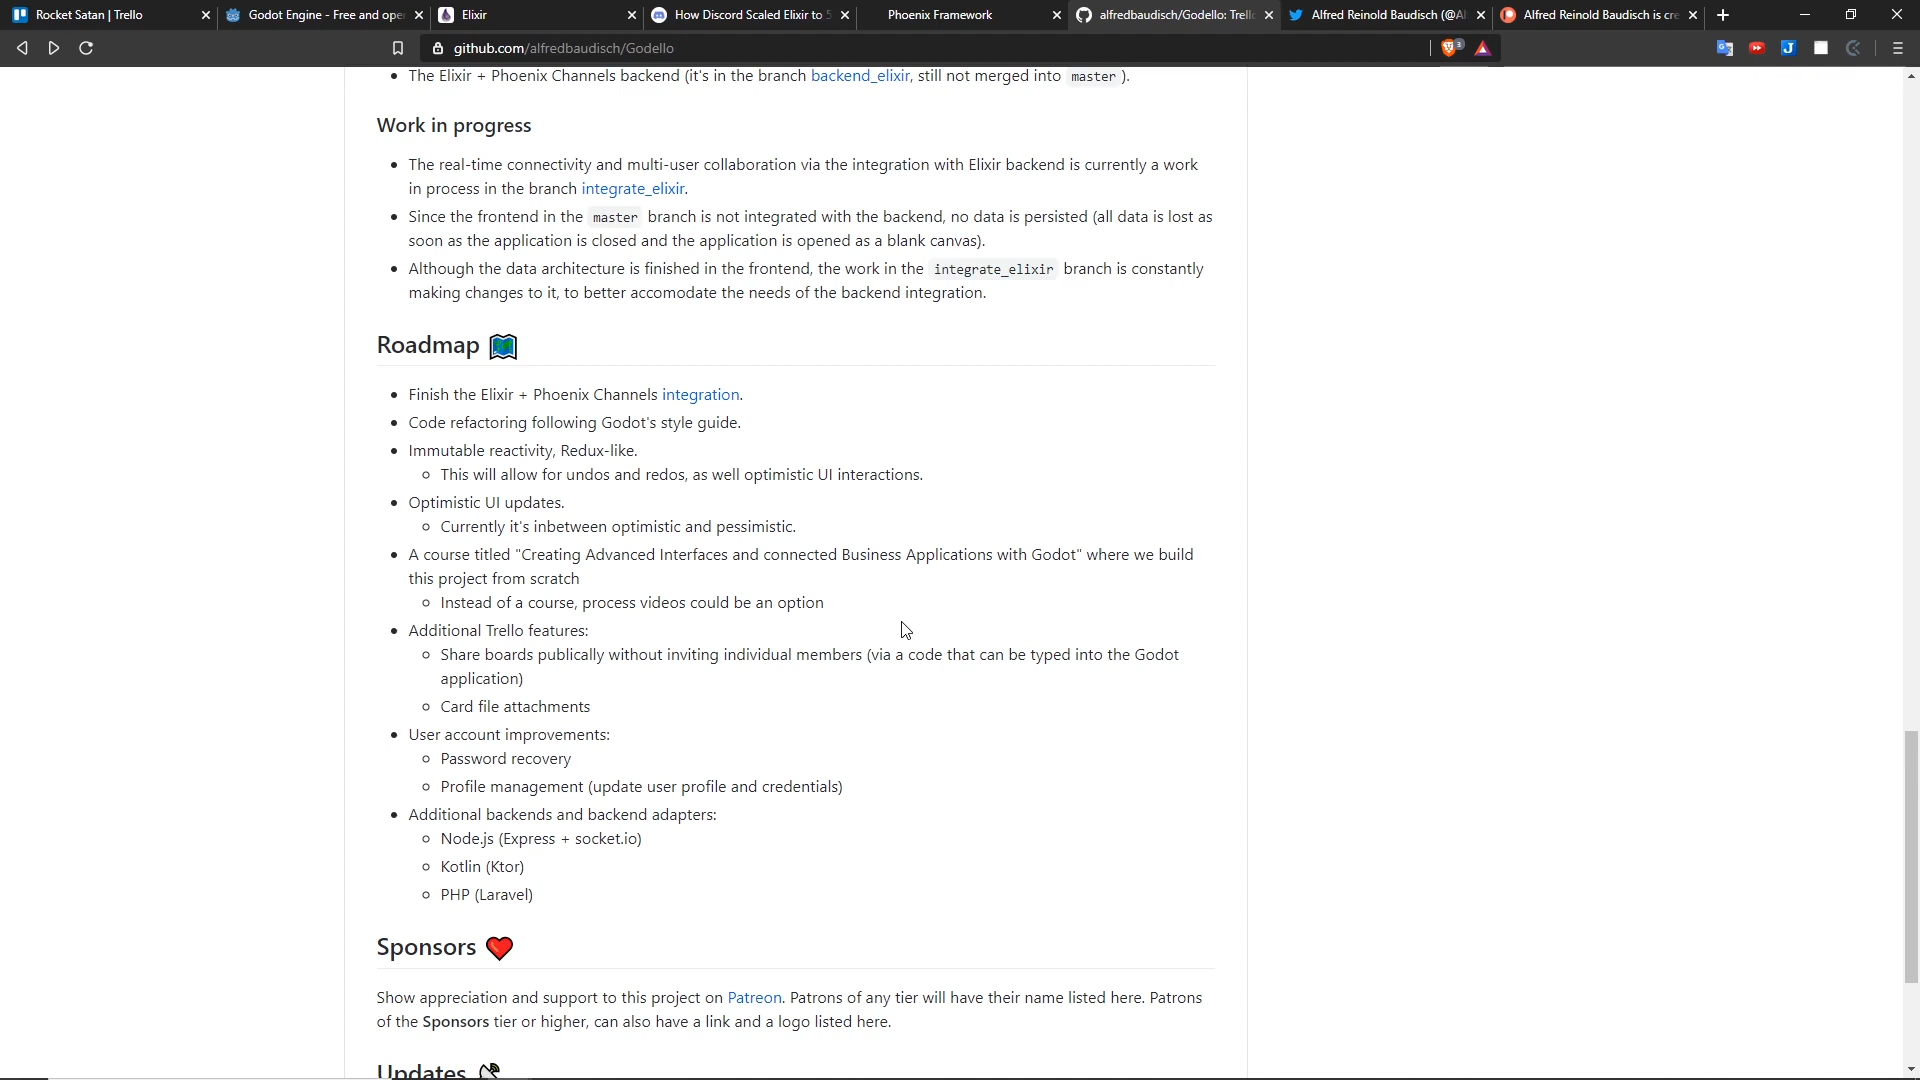 Rocket Satan | Trello
Godot Engine - Free and ope
Elixir
How Discord Scaled Elixir to 5
Phoenix Framework
alfredbaudisch/Godello: Trell
Alfred Reinold Baudisch (@Al
Alfred Reinold Baudisch is cre
github.com/alfredbaudisch/Godello
3
The Elixir + Phoenix Channels backend (it's in the branch backend_elixir, still not merged into master ).
Work in progress
The real-time connectivity and multi-user collaboration via the integration with Elixir backend is currently a work
in process in the branch integrate_elixir.
Since the frontend in the master branch is not integrated with the backend, no data is persisted (all data is lost as
soon as the application is closed and the application is opened as a blank canvas).
Although the data architecture is finished in the frontend, the work in the integrate_elixir branch is constantly
making changes to it, to better accomodate the needs of the backend integration.
Roadmap
Finish the Elixir + Phoenix Channels integration.
Code refactoring following Godot's style guide.
Immutable reactivity, Redux-like.
This will allow for undos and redos, as well optimistic UI interactions.
Optimistic UI updates.
Currently it's inbetween optimistic and pessimistic.
A course titled "Creating Advanced Interfaces and connected Business Applications with Godot" where we build
this project from scratch
Instead of a course, process videos could be an option
Additional Trello features:
Share boards publically without inviting individual members (via a code that can be typed into the Godot
application)
Card file attachments
User account improvements:
Password recovery
Profile management (update user profile and credentials)
Additional backends and backend adapters:
Node.js (Express + socket.io)
Kotlin (Ktor)
PHP (Laravel)
Sponsors
Show appreciation and support to this project on Patreon. Patrons of any tier will have their name listed here. Patrons
of the Sponsors tier or higher, can also have a link and a logo listed here.
Updates